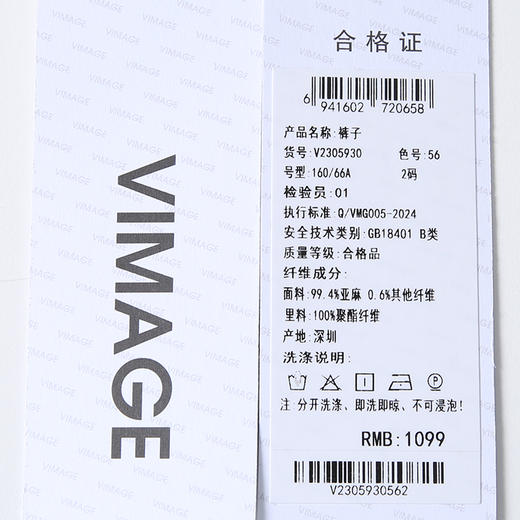 VIMAGE
合格证
6 941602 720658
产品名称: 裤子
货号: V2305930 色号: 56
号型: 160/66A 2码
检验员: 01
执行标准: Q/VMG005-2024
安全技术类别: GB18401 B类
质量等级: 合格品
纤维成分:
面料: 99.4%亚麻 0.6%其他纤维
里料: 100%聚酯纤维
产地: 深圳
洗涤说明:
注 分开洗涤、即洗即晾、不可浸泡!
RMB: 1099
V2305930562